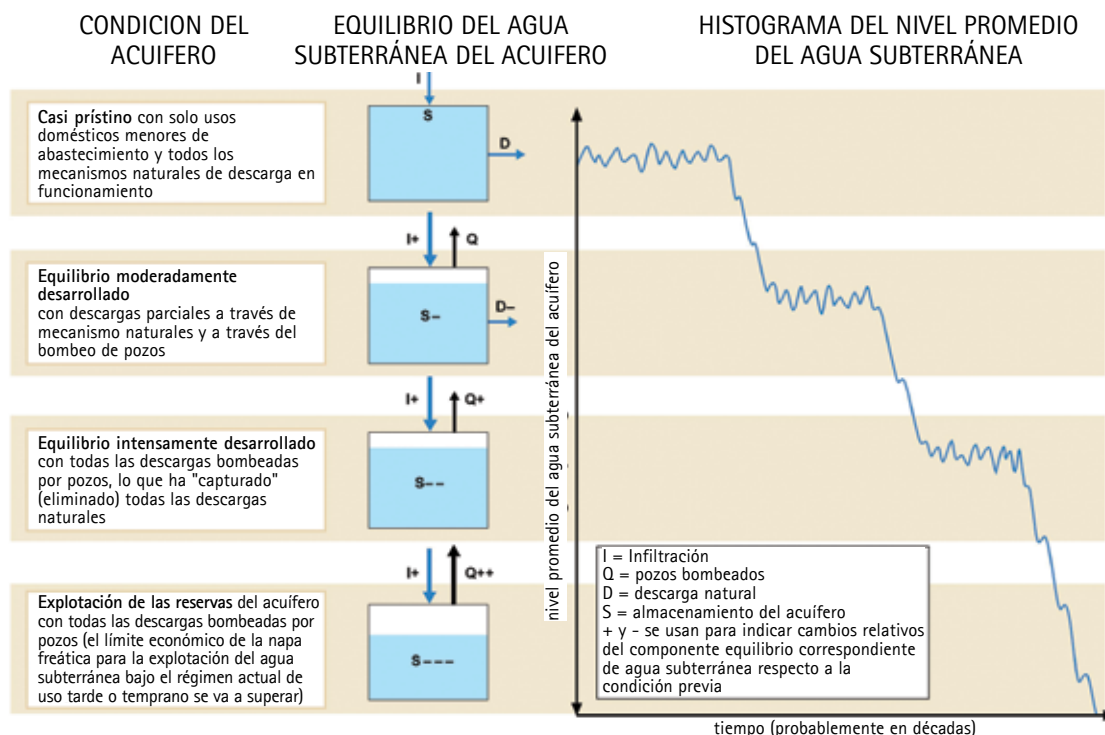 CONDICION DEL
ACUIFERO
EQUILIBRIO DEL AGUA
SUBTERRÁNEA DEL ACUIFERO
HISTOGRAMA DEL NIVEL PROMEDIO
DEL AGUA SUBTERRÁNEA
Casi prístino con solo usos
domésticos menores de
abastecimiento y todos los
mecanismos naturales de descarga en
funcionamiento
I
S
D
Equilibrio moderadamente
desarrollado
con descargas parciales a través de
mecanismo naturales y a través del
bombeo de pozos
I+
Q
S-
D-
Equilibrio intensamente desarrollado
con todas las descargas bombeadas
por pozos, lo que ha "capturado"
(eliminado) todas las descargas
naturales
I+
Q+
S--
Explotación de las reservas del acuífero
con todas las descargas bombeadas por
pozos (el límite económico de la napa
freática para la explotación del agua
subterránea bajo el régimen actual de
uso tarde o temprano se va a superar)
I+
Q++
S---
nivel promedio del agua subterránea del acuífero
I = Infiltración
Q = pozos bombeados
D = descarga natural
S = almacenamiento del acuífero
+ y - se usan para indicar cambios relativos
del componente equilibrio correspondiente
de agua subterránea respecto a la
condición previa
tiempo (probablemente en décadas)